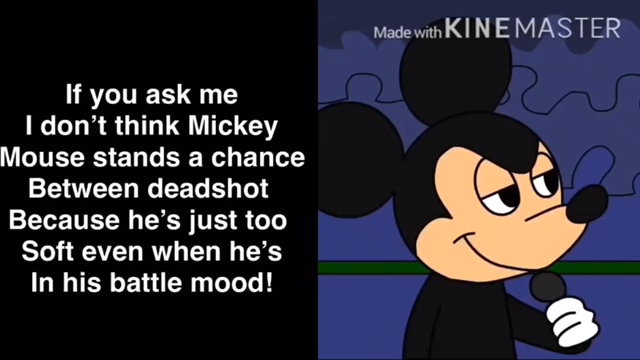 If you ask me
I don't think Mickey
Mouse stands a chance
Between deadshot
Because he's just too
Soft even when he's
In his battle mood!
Made with KINEMASTER